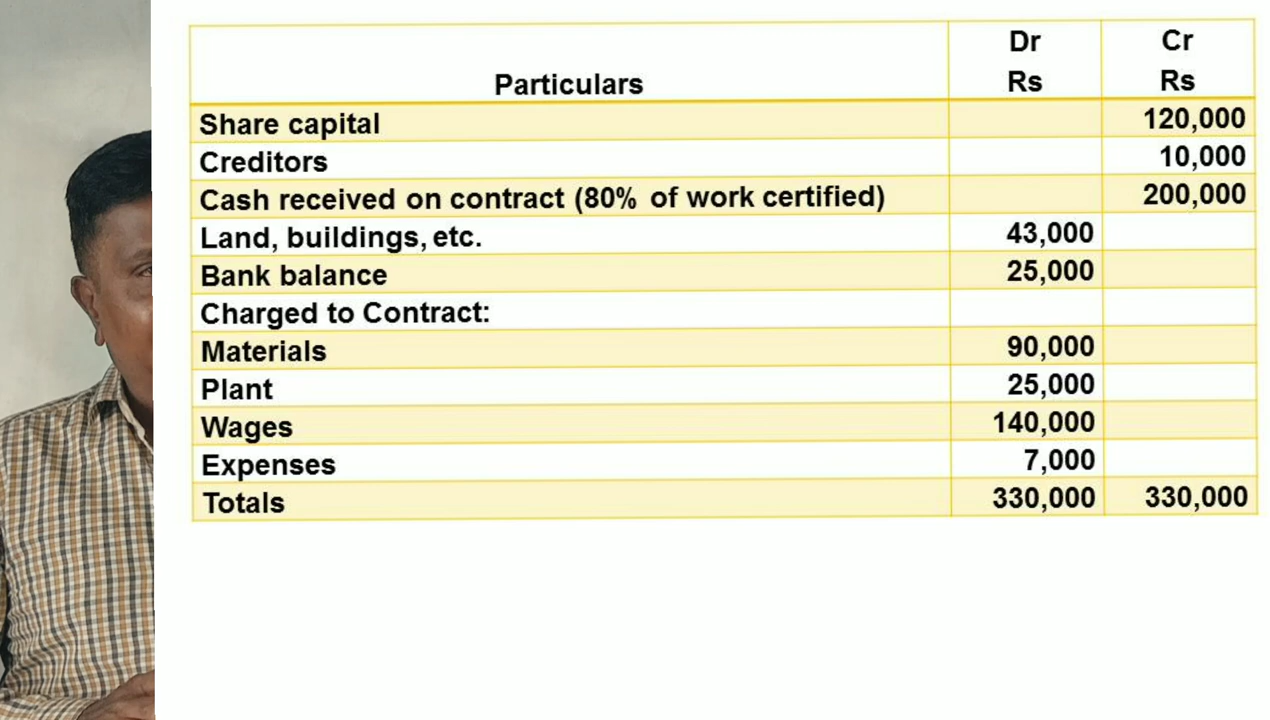 Dr Cr
Particulars Rs Rs
Share capital 120,000
Creditors 10,000
Cash received on contract (80% of work certified) 200,000
Land, buildings, etc. 43,000
Bank balance 25,000
Charged to Contract:
Materials 90,000
Plant 25,000
Wages 140,000
Expenses 7,000
Totals 330,000 330,000